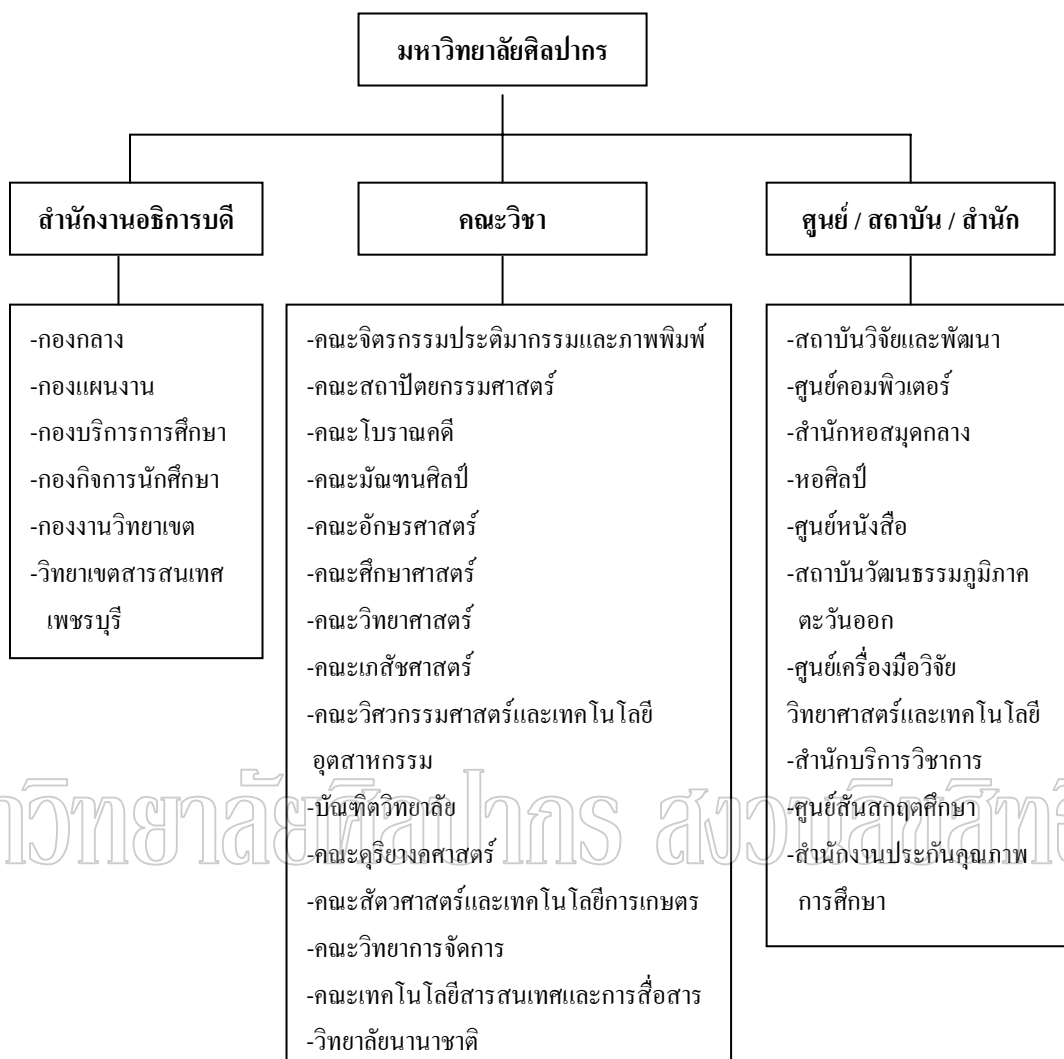 มหาวิทยาลัยศิลปากร
สำนักงานอธิการบดี
คณะวิชา
ศูนย์ / สถาบัน / สำนัก
-กองกลาง
-กองแผนงาน
-กองบริการการศึกษา
-กองกิจการนักศึกษา
-กองงานวิทยาเขต
-วิทยาเขตสารสนเทศ
เพชรบุรี
-คณะจิตรกรรมประติมากรรมและภาพพิมพ์
-คณะสถาปัตยกรรมศาสตร์
-คณะโบราณคดี
-คณะมัณฑนศิลป์
-คณะอักษรศาสตร์
-คณะศึกษาศาสตร์
-คณะวิทยาศาสตร์
-คณะเภสัชศาสตร์
-คณะวิศวกรรมศาสตร์และเทคโนโลยี
อุตสาหกรรม
-บัณฑิตวิทยาลัย
-คณะดุริยางคศาสตร์
-คณะสัตวศาสตร์และเทคโนโลยีการเกษตร
-คณะวิทยาการจัดการ
-คณะเทคโนโลยีสารสนเทศและการสื่อสาร
-วิทยาลัยนานาชาติ
-สถาบันวิจัยและพัฒนา
-ศูนย์คอมพิวเตอร์
-สำนักหอสมุดกลาง
-หอศิลป์
-ศูนย์หนังสือ
-สถาบันวัฒนธรรมภูมิภาค
ตะวันออก
-ศูนย์เครื่องมือวิจัย
วิทยาศาสตร์และเทคโนโลยี
-สำนักบริการวิชาการ
-ศูนย์สันสกฤตศึกษา
-สำนักงานประกันคุณภาพ
การศึกษา